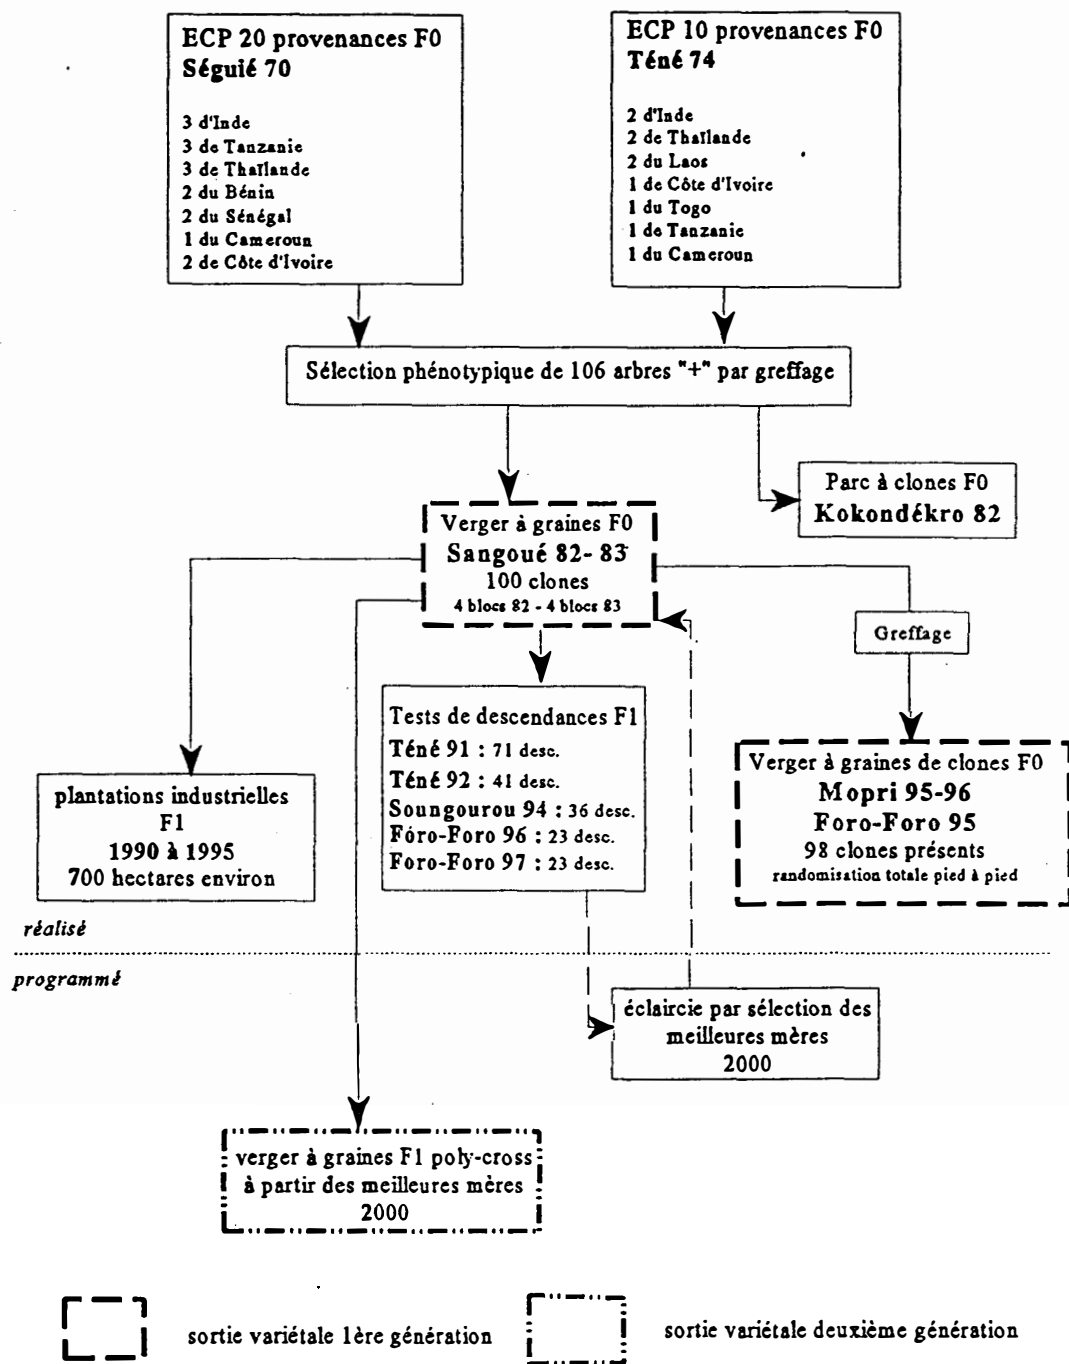 ECP 20 provenances F0
Séguié 70
3 d'Inde
3 de Tanzanie
3 de Thaïlande
2 du Bénin
2 du Sénégal
1 du Cameroun
2 de Côte d'Ivoire
ECP 10 provenances F0
Téné 74
2 d'Inde
2 de Thaïlande
2 du Laos
1 de Côte d'Ivoire
1 du Togo
1 de Tanzanie
1 du Cameroun
Sélection phénotypique de 106 arbres "+" par greffage
Parc à clones F0
Kokondékro 82
Verger à graines F0
Sangoué 82- 83
100 clones
4 blocs 82 - 4 blocs 83
Greffage
Tests de descendances F1
Téné 91 : 71 desc.
Téné 92 : 41 desc.
Soungourou 94 : 36 desc.
Fóro-Foro 96 : 23 desc.
Foro-Foro 97 : 23 desc.
plantations industrielles
F1
1990 à 1995
700 hectares environ
Verger à graines de clones F0
Mopri 95-96
Foro-Foro 95
98 clones présents
randomisation totale pied à pied
réalisé
programmé
éclaircie par sélection des
meilleures mères
2000
verger à graines F1 poly-cross
à partir des meilleures mères
2000
sortie variétale 1ère génération
sortie variétale deuxième génération